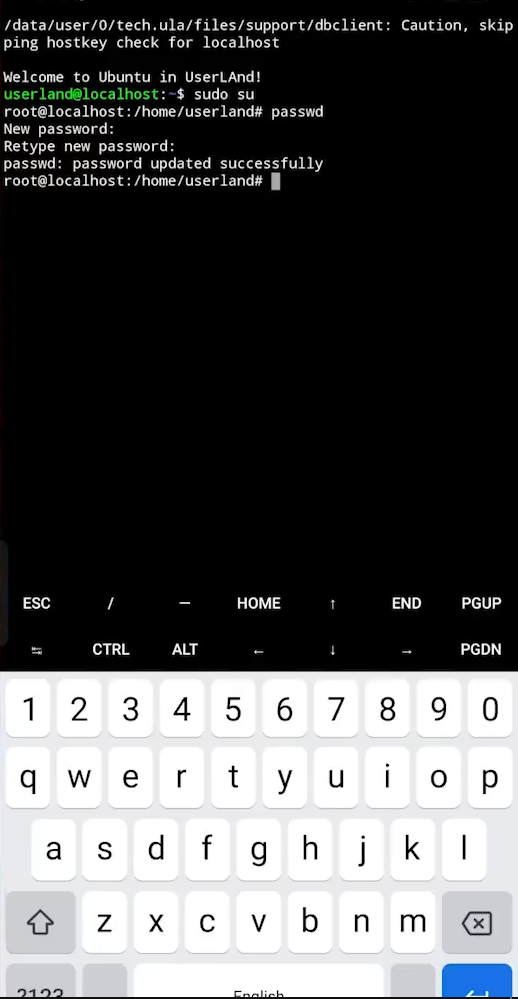 /data/user/0/tech.ula/files/support/dbclient: Caution, skip
ping hostkey check for localhost
Welcome to Ubuntu in UserLAnd!
userland@localhost:~$ sudo su
root@localhost:/home/userland# passwd
New password:
Retype new password:
passwd: password updated successfully
root@localhost:/home/userland#
ESC / — HOME ↑ END PGUP
↹ CTRL ALT ← ↓ → PGDN
1 2 3 4 5 6 7 8 9 0
q w e r t y u i o p
a s d f g h j k l
z x c v b n m
?123 English